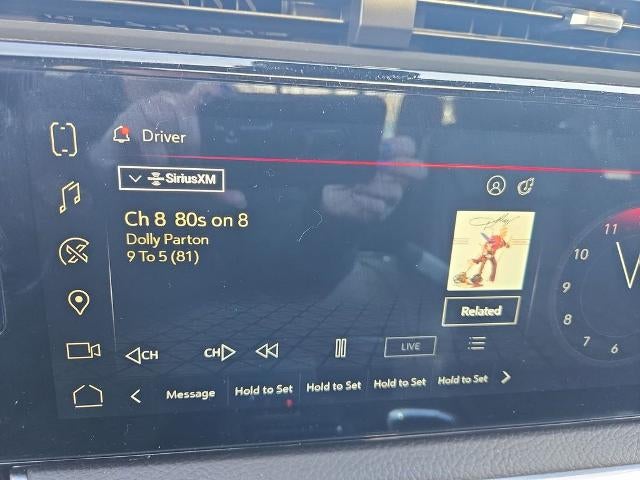 Driver
SiriusXM
Ch 8 80s on 8
Dolly Parton
9 To 5 (81)
Related
CH
CH
LIVE
Message
Hold to Set
Hold to Set
Hold to Set
Hold to Set
11
10
9
8
7
6